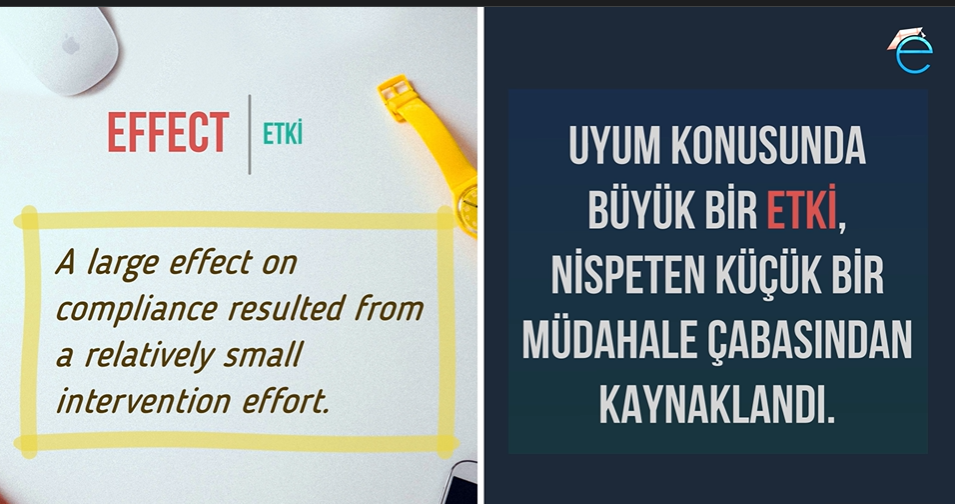 EFFECT
ETKİ
A large effect on
compliance resulted from
a relatively small
intervention effort.
e
UYUM KONUSUNDA
BÜYÜK BİR ETKİ,
NİSPETEN KÜÇÜK BİR
MÜDAHALE ÇABASINDAN
KAYNAKLANDI.